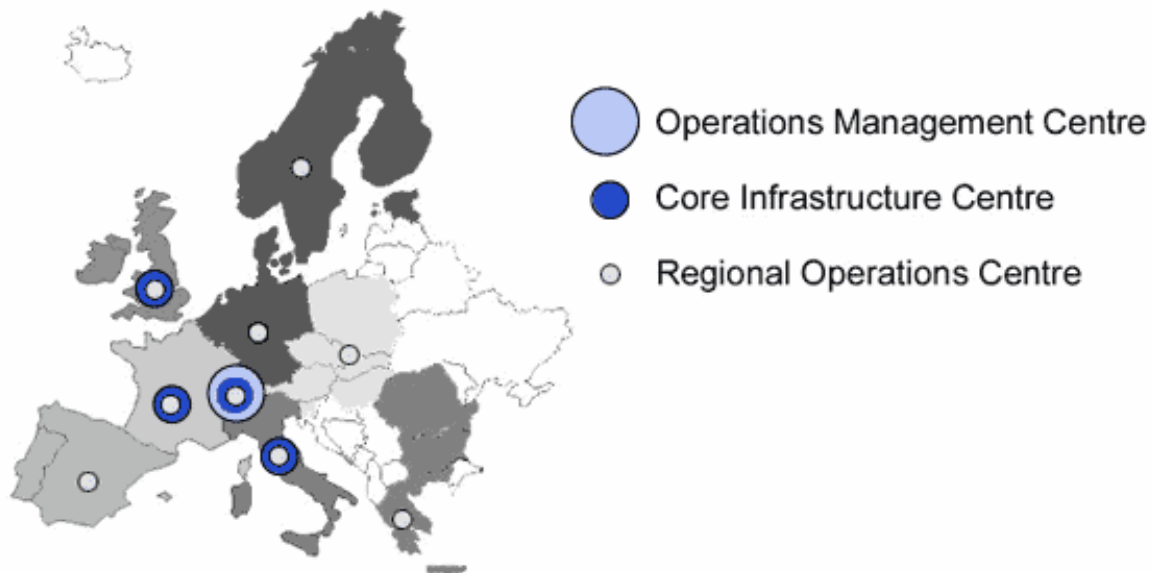 Operations Management Centre
Core Infrastructure Centre
Regional Operations Centre